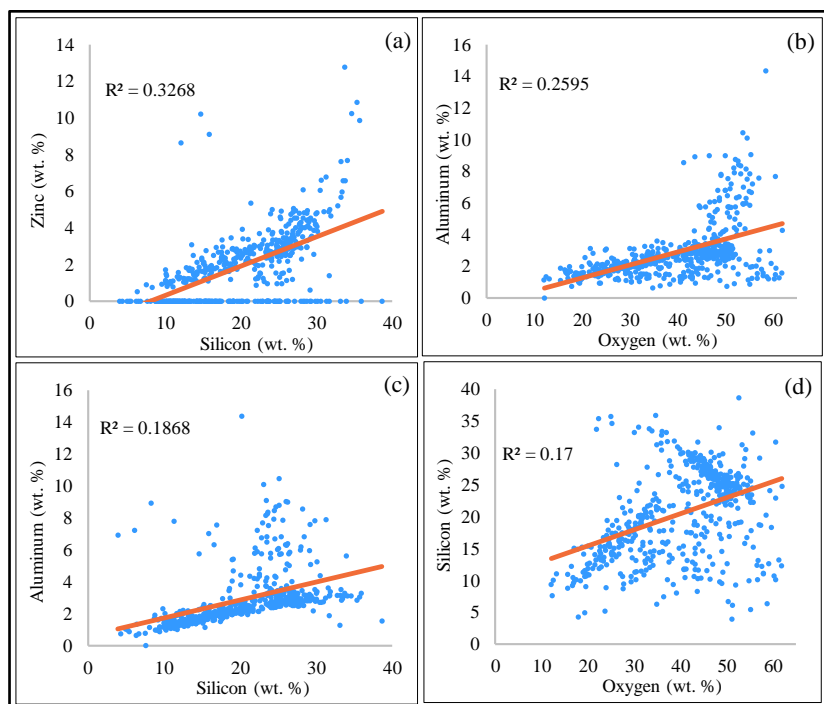 (a)
R² = 0.3268
Zinc (wt. %)
14
12
10
8
6
4
2
0
0 10 20 30 40
Silicon (wt. %)
(b)
R² = 0.2595
Aluminum (wt. %)
16
14
12
10
8
6
4
2
0
0 10 20 30 40 50 60
Oxygen (wt. %)
(c)
R² = 0.1868
Aluminum (wt. %)
16
14
12
10
8
6
4
2
0
0 10 20 30 40
Silicon (wt. %)
(d)
R² = 0.17
Silicon (wt. %)
40
35
30
25
20
15
10
5
0
0 10 20 30 40 50 60
Oxygen (wt. %)